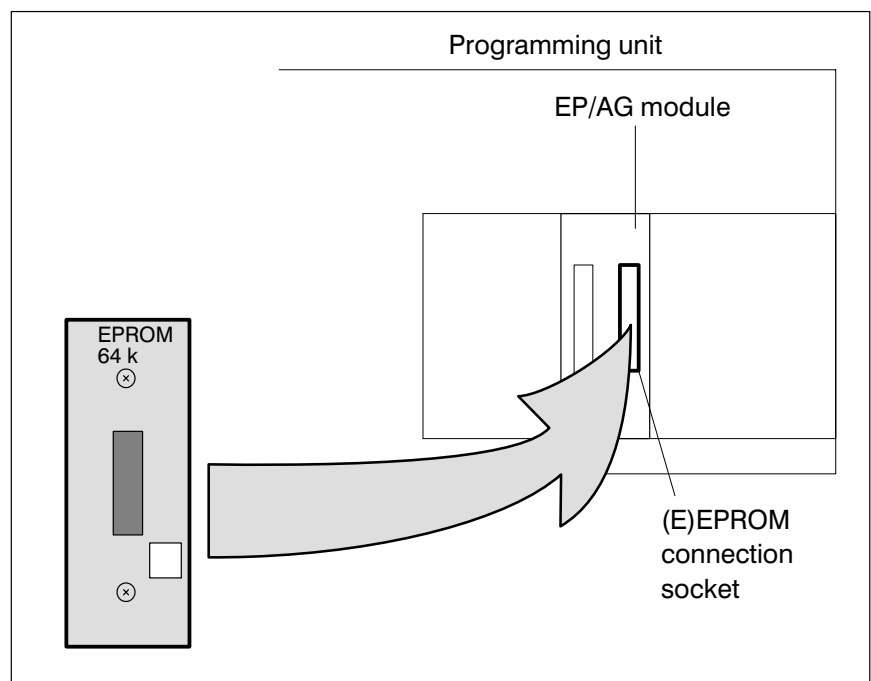 Programming unit
EP/AG module
EPROM
64 k
(E)EPROM
connection
socket